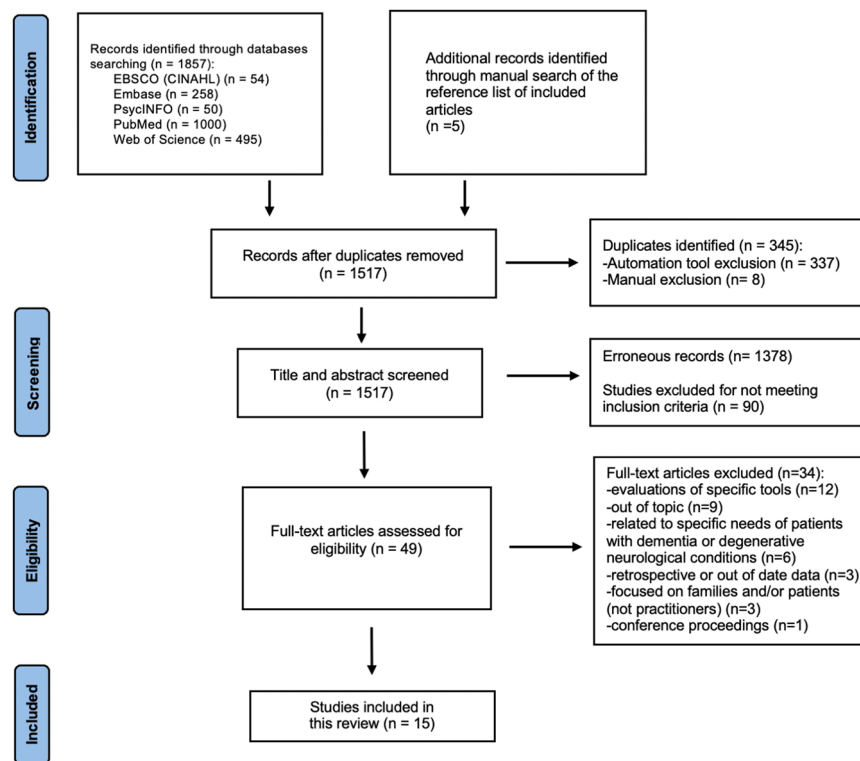 Identification
Records identified through databases
searching (n = 1857):
EBSCO (CINAHL) (n = 54)
Embase (n = 258)
PsycINFO (n = 50)
PubMed (n = 1000)
Web of Science (n = 495)
Additional records identified
through manual search of the
reference list of included
articles
(n =5)
Records after duplicates removed
(n = 1517)
Duplicates identified (n = 345):
-Automation tool exclusion (n = 337)
-Manual exclusion (n= 8)
Screening
Title and abstract screened
(n = 1517)
Erroneous records (n= 1378)
Studies excluded for not meeting
inclusion criteria (n = 90)
Eligibility
Full-text articles assessed for
eligibility (n = 49)
Full-text articles excluded (n=34):
-evaluations of specific tools (n=12)
-out of topic (n=9)
-related to specific needs of patients
with dementia or degenerative
neurological conditions (n=6)
-retrospective or out of date data (n=3)
-focused on families and/or patients
(not practitioners) (n=3)
-conference proceedings (n=1)
Included
Studies included in
this review (n = 15)